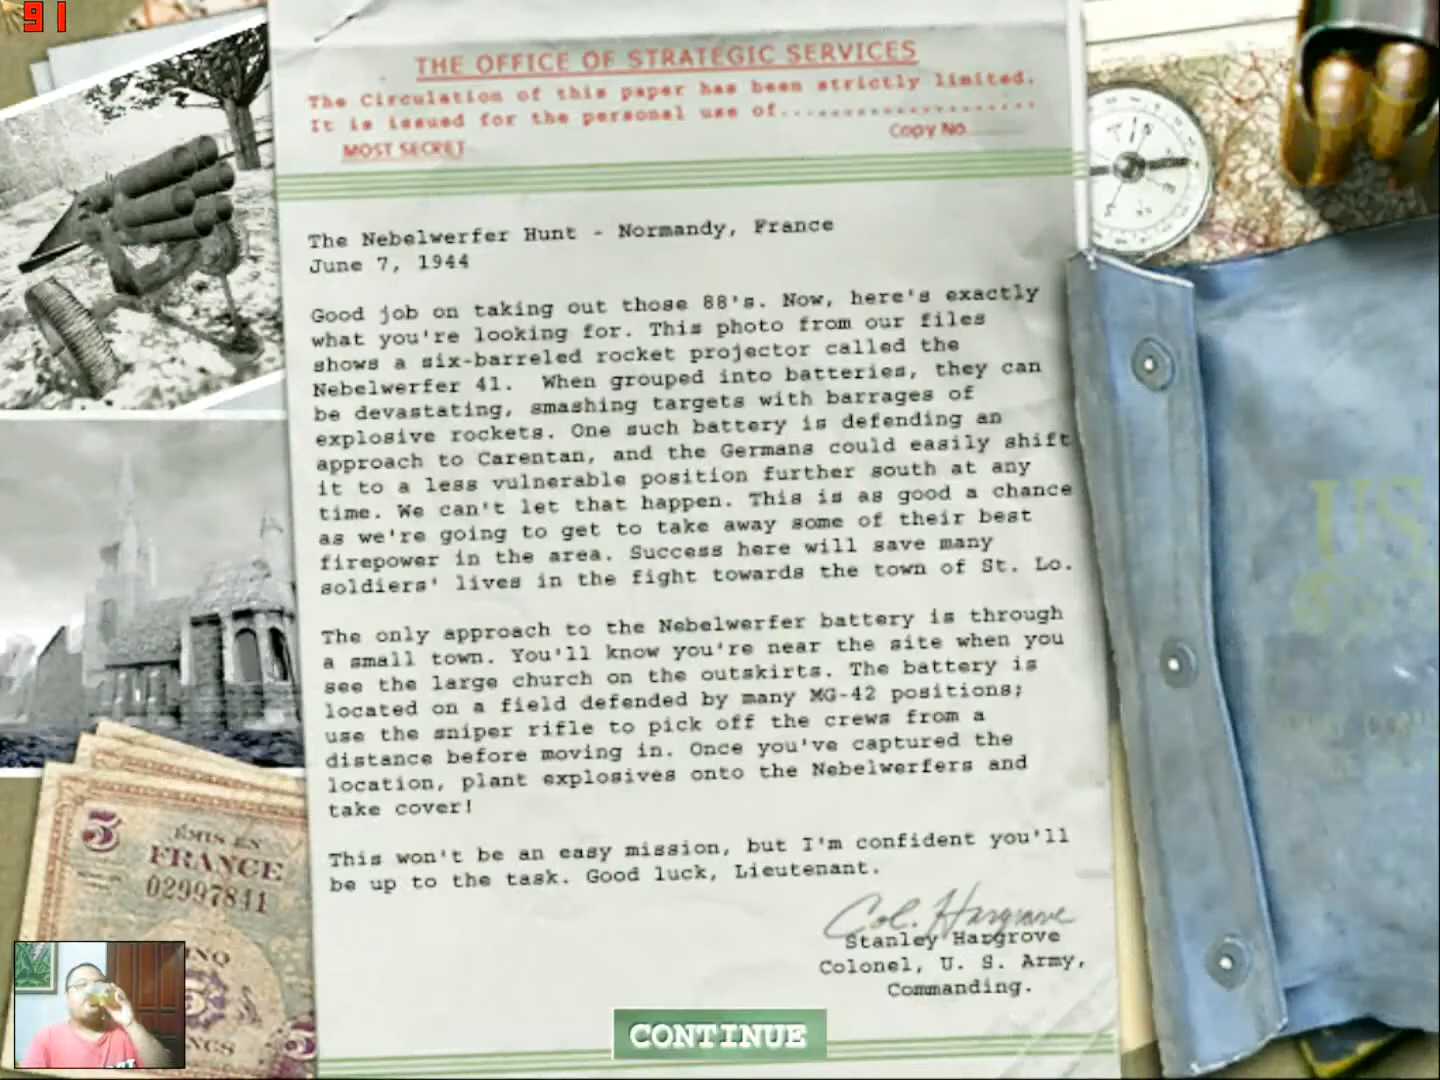 91
THE OFFICE OF STRATEGIC SERVICES
The Circulation of this paper has been strictly limited.
It is issued for the personal use of....................
Copy No.
MOST SECRET
The Nebelwerfer Hunt - Normandy, France
June 7, 1944
Good job on taking out those 88's. Now, here's exactly
what you're looking for. This photo from our files
shows a six-barreled rocket projector called the
Nebelwerfer 41. When grouped into batteries, they can
be devastating, smashing targets with barrages of
explosive rockets. One such battery is defending an
approach to Carentan, and the Germans could easily shift
it to a less vulnerable position further south at any
time. We can't let that happen. This is as good a chance
as we're going to get to take away some of their best
firepower in the area. Success here will save many
soldiers' lives in the fight towards the town of St. Lo.
The only approach to the Nebelwerfer battery is through
a small town. You'll know you're near the site when you
see the large church on the outskirts. The battery is
located on a field defended by many MG-42 positions;
use the sniper rifle to pick off the crews from a
distance before moving in. Once you've captured the
location, plant explosives onto the Nebelwerfers and
take cover!
This won't be an easy mission, but I'm confident you'll
be up to the task. Good luck, Lieutenant.
Col. Hargrove
Stanley Hargrove
Colonel, U. S. Army,
Commanding.
CONTINUE
5
ÉMIS EN
FRANCE
02997841
US